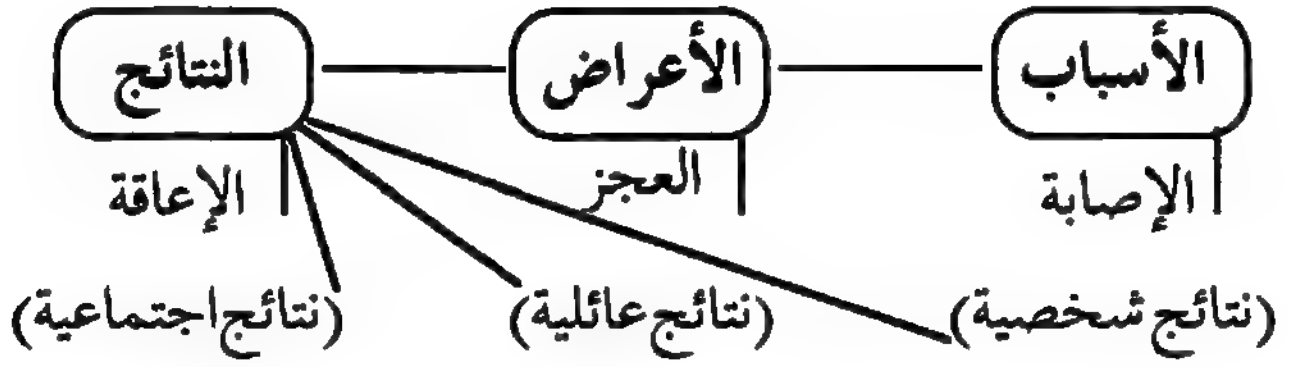 الأسباب الأعراض النتائج
الإصابة العجز الإعاقة
(نتائج شخصية) (نتائج عائلية) (نتائج اجتماعية)